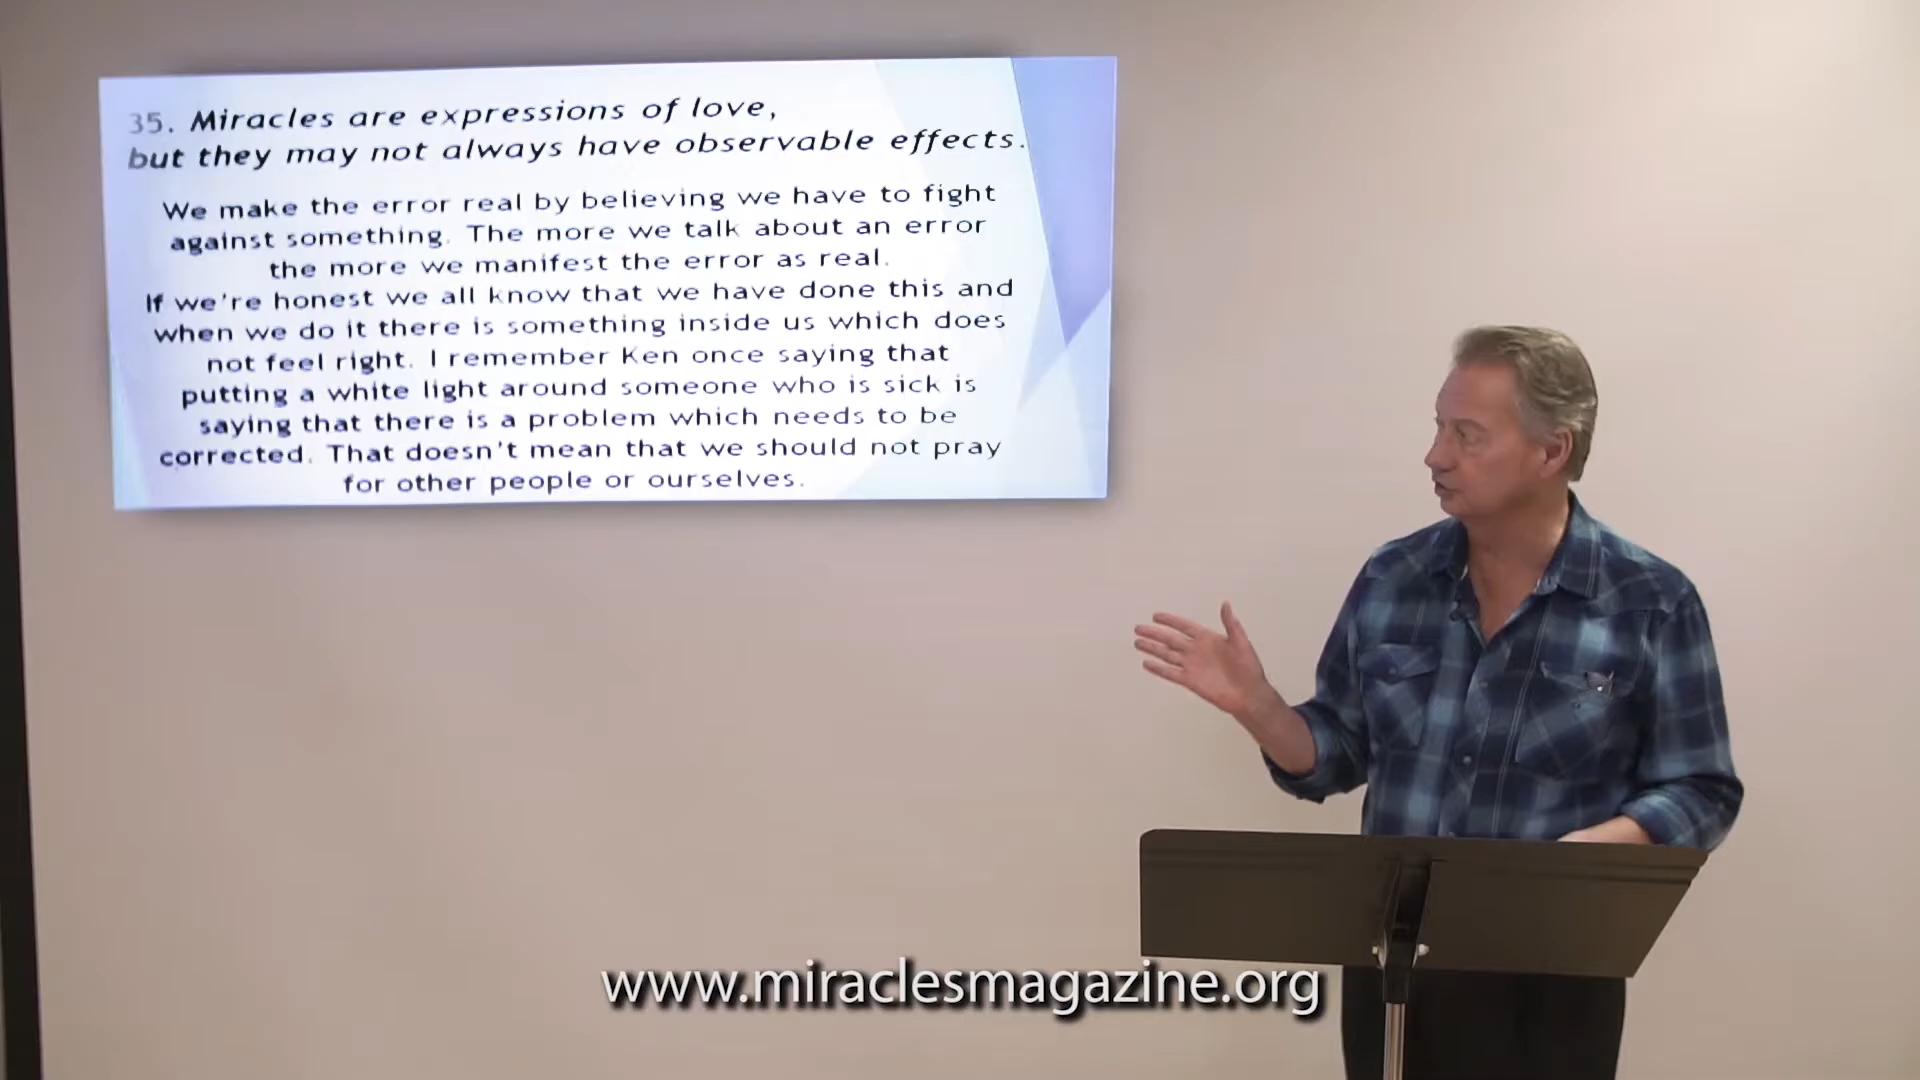 35. Miracles are expressions of love,
but they may not always have observable effects.
We make the error real by believing we have to fight
against something. The more we talk about an error
the more we manifest the error as real.
If we're honest we all know that we have done this and
when we do it there is something inside us which does
not feel right. I remember Ken once saying that
putting a white light around someone who is sick is
saying that there is a problem which needs to be
corrected. That doesn't mean that we should not pray
for other people or ourselves.
www.miraclesmagazine.org